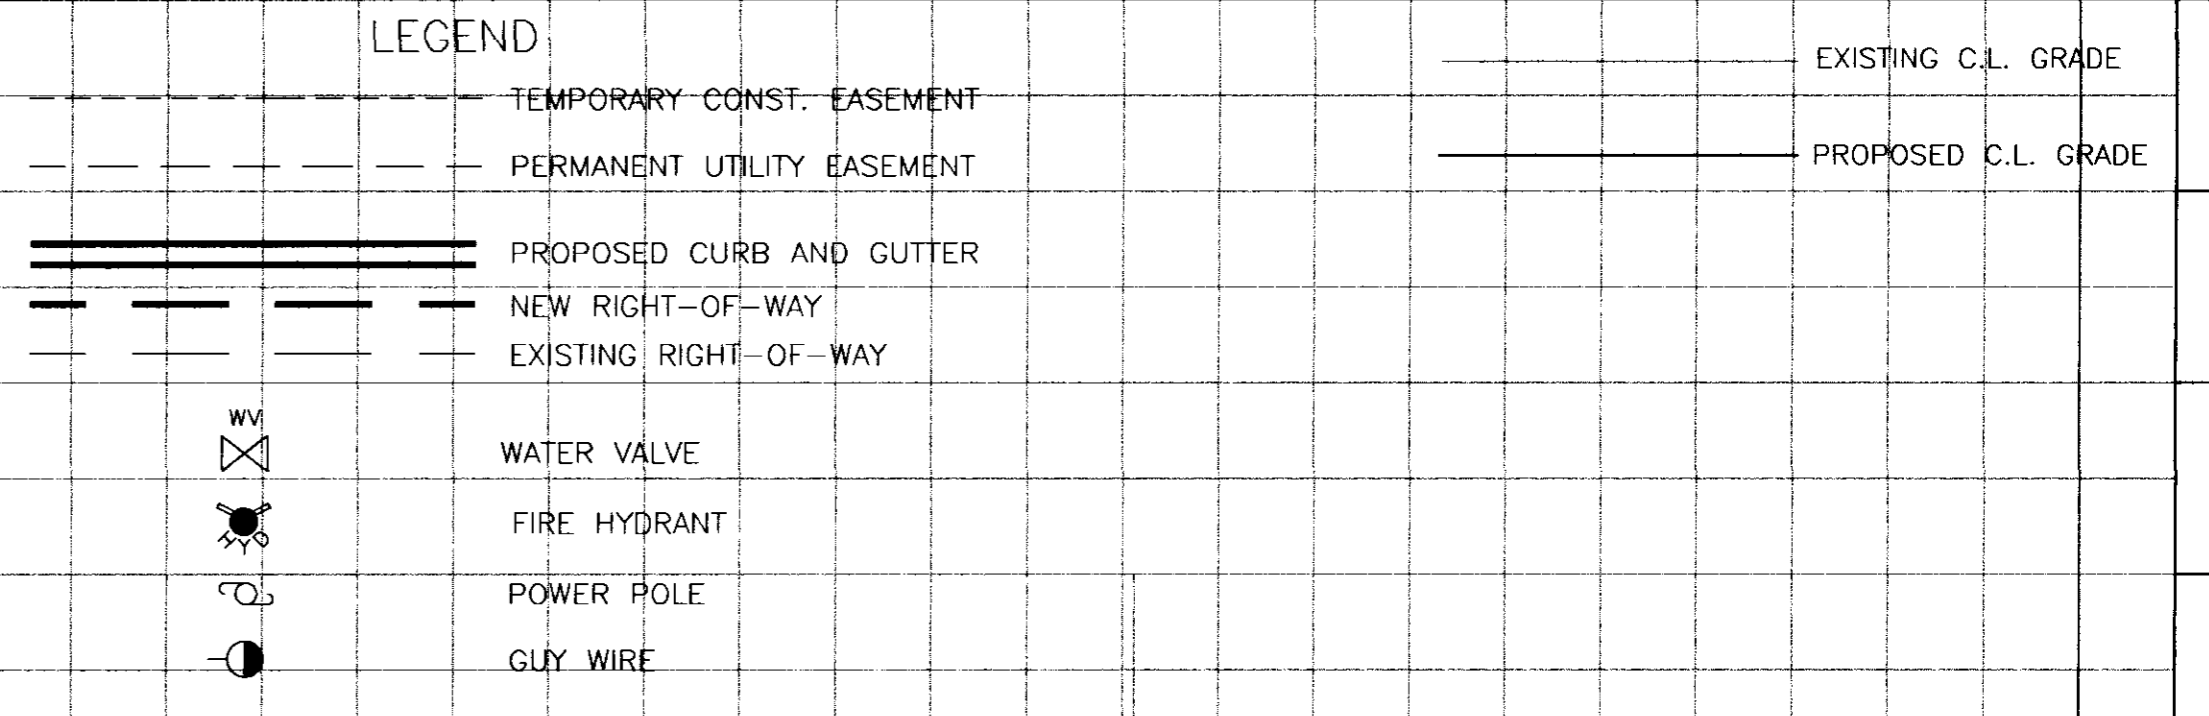 LEGEND
TEMPORARY CONST. EASEMENT
PERMANENT UTILITY EASEMENT
PROPOSED CURB AND GUTTER
NEW RIGHT-OF-WAY
EXISTING RIGHT-OF-WAY
WV
WATER VALVE
HYD
FIRE HYDRANT
POWER POLE
GUY WIRE
EXISTING C.L. GRADE
PROPOSED C.L. GRADE